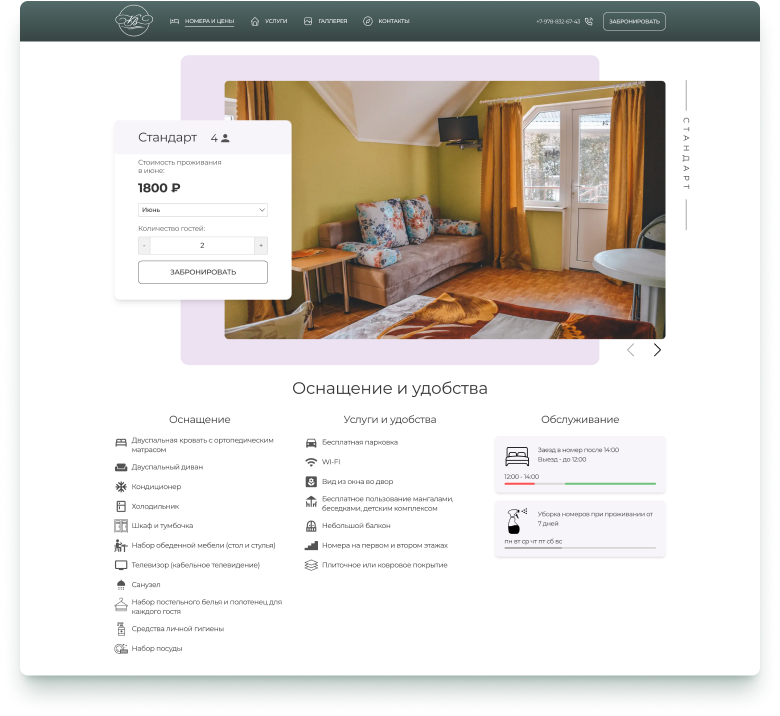 НОМЕРА И ЦЕНЫ
УСЛУГИ
ГАЛЛЕРЕЯ
КОНТАКТЫ
+7-978-832-67-43
ЗАБРОНИРОВАТЬ
Стандарт 4
Стоимость проживания
в июне:
1800 ₽
Июнь
Количество гостей:
- 2 +
ЗАБРОНИРОВАТЬ
СТАНДАРТ
Оснащение и удобства
Оснащение
Двуспальная кровать с ортопедическим
матрасом
Двуспальный диван
Кондиционер
Холодильник
Шкаф и тумбочка
Набор обеденной мебели (стол и стулья)
Телевизор (кабельное телевидение)
Санузел
Набор постельного белья и полотенец для
каждого гостя
Средства личной гигиены
Набор посуды
Услуги и удобства
Бесплатная парковка
WI-FI
Вид из окна во двор
Бесплатное пользование мангалами,
беседками, детским комплексом
Небольшой балкон
Номера на первом и втором этажах
Плиточное или ковровое покрытие
Обслуживание
Заезд в номер после 14:00
Выезд - до 12:00
12:00 - 14:00
Уборка номеров при проживании от
7 дней
пн вт ср чт пт сб вс